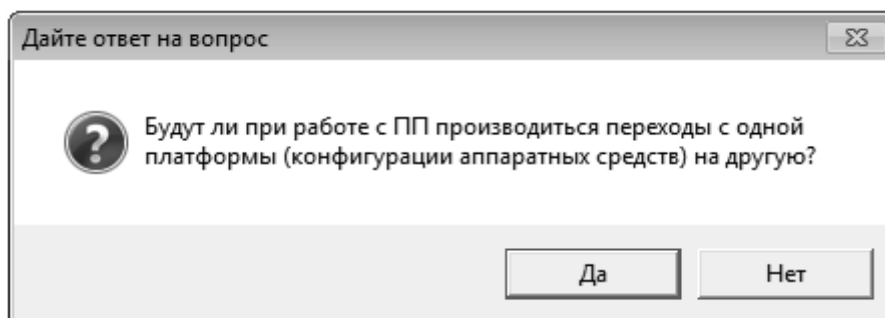 Дайте ответ на вопрос
Будут ли при работе с ПП производиться переходы с одной
платформы (конфигурации аппаратных средств) на другую?
Да
Нет